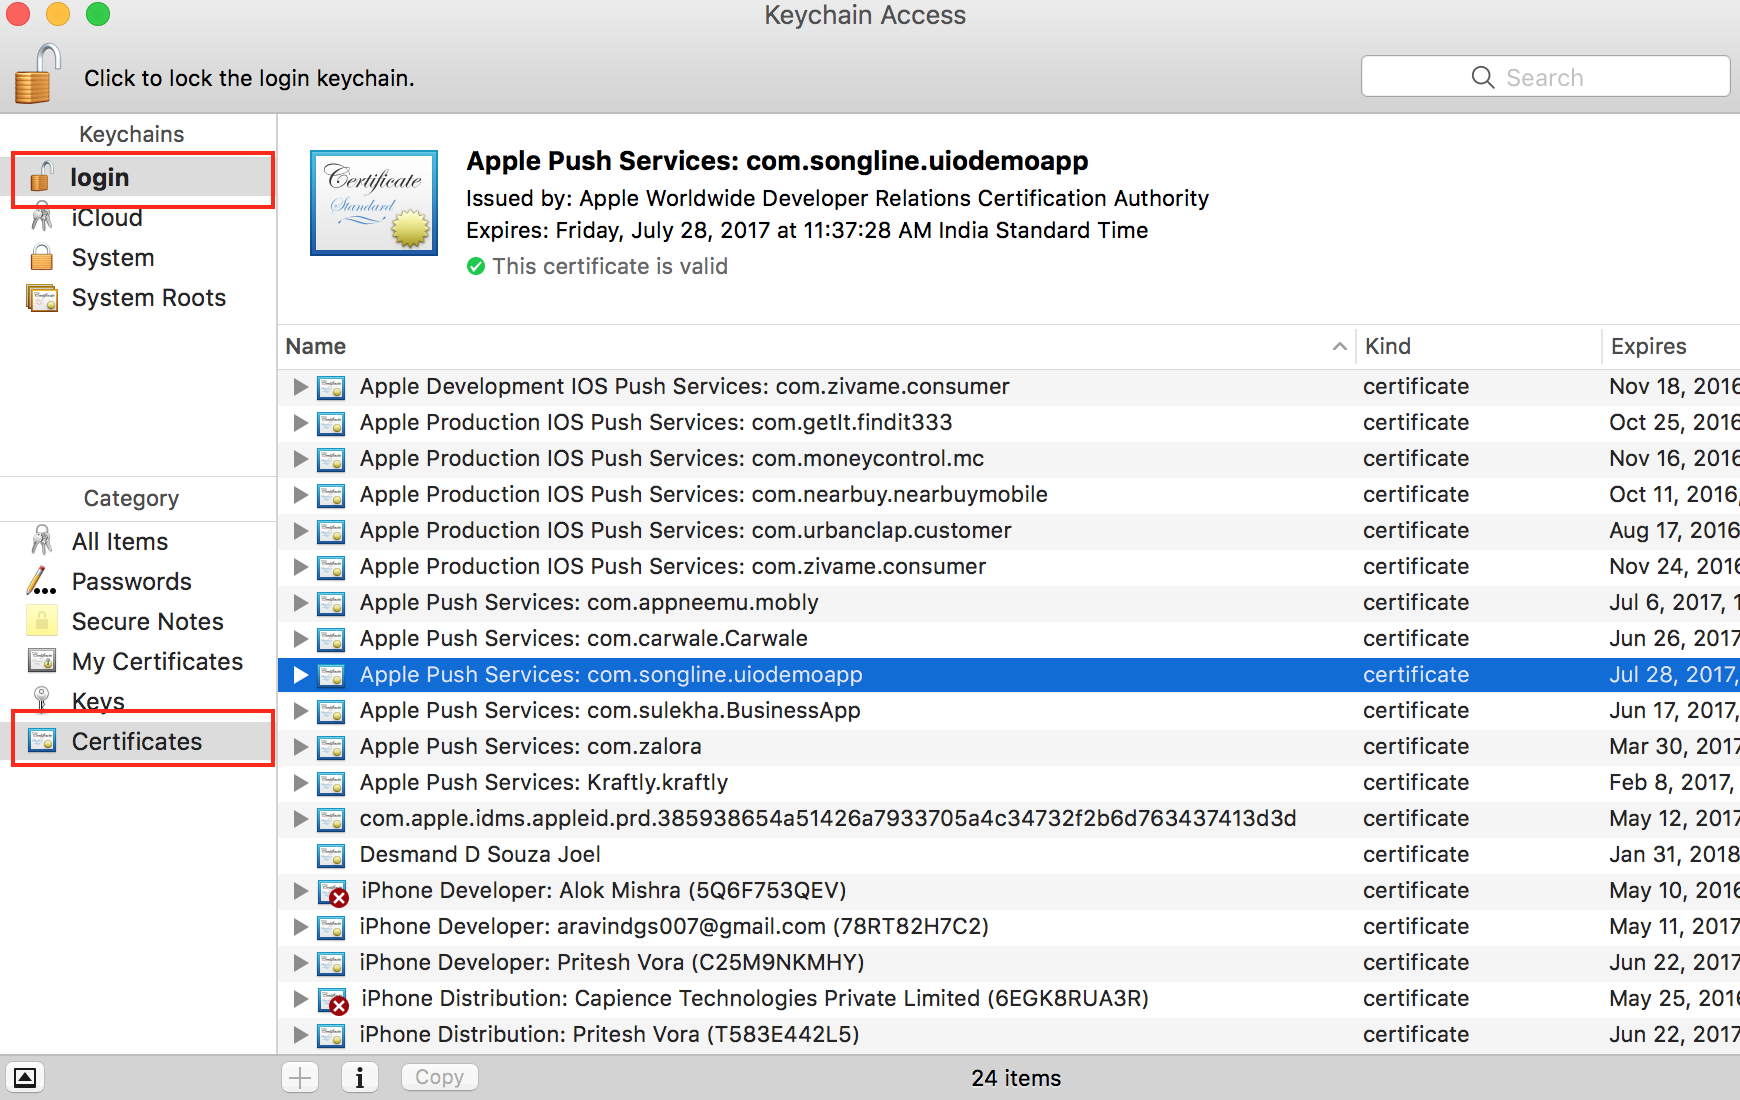 Keychain Access
Click to lock the login keychain.
Search
Keychains
login
iCloud
System
System Roots
Category
All Items
Passwords
Secure Notes
My Certificates
Keys
Certificates
Certificate
Standard
Apple Push Services: com.songline.uiodemoapp
Issued by: Apple Worldwide Developer Relations Certification Authority
Expires: Friday, July 28, 2017 at 11:37:28 AM India Standard Time
This certificate is valid
Name Kind Expires
Apple Development IOS Push Services: com.zivame.consumer certificate Nov 18, 2016
Apple Production IOS Push Services: com.getIt.findit333 certificate Oct 25, 2016
Apple Production IOS Push Services: com.moneycontrol.mc certificate Nov 16, 2016
Apple Production IOS Push Services: com.nearbuy.nearbuymobile certificate Oct 11, 2016,
Apple Production IOS Push Services: com.urbanclap.customer certificate Aug 17, 2016
Apple Production IOS Push Services: com.zivame.consumer certificate Nov 24, 2016
Apple Push Services: com.appneemu.mobly certificate Jul 6, 2017, 1
Apple Push Services: com.carwale.Carwale certificate Jun 26, 2017
Apple Push Services: com.songline.uiodemoapp certificate Jul 28, 2017,
Apple Push Services: com.sulekha.BusinessApp certificate Jun 17, 2017,
Apple Push Services: com.zalora certificate Mar 30, 2017
Apple Push Services: Kraftly.kraftly certificate Feb 8, 2017,
com.apple.idms.appleid.prd.385938654a51426a7933705a4c34732f2b6d763437413d3d certificate May 12, 2017
Desmand D Souza Joel certificate Jan 31, 2018
iPhone Developer: Alok Mishra (5Q6F753QEV) certificate May 10, 2016
iPhone Developer: aravindgs007@gmail.com (78RT82H7C2) certificate May 11, 2017
iPhone Developer: Pritesh Vora (C25M9NKMHY) certificate Jun 22, 2017
iPhone Distribution: Capience Technologies Private Limited (6EGK8RUA3R) certificate May 25, 2016
iPhone Distribution: Pritesh Vora (T583E442L5) certificate Jun 22, 2017
Copy
24 items